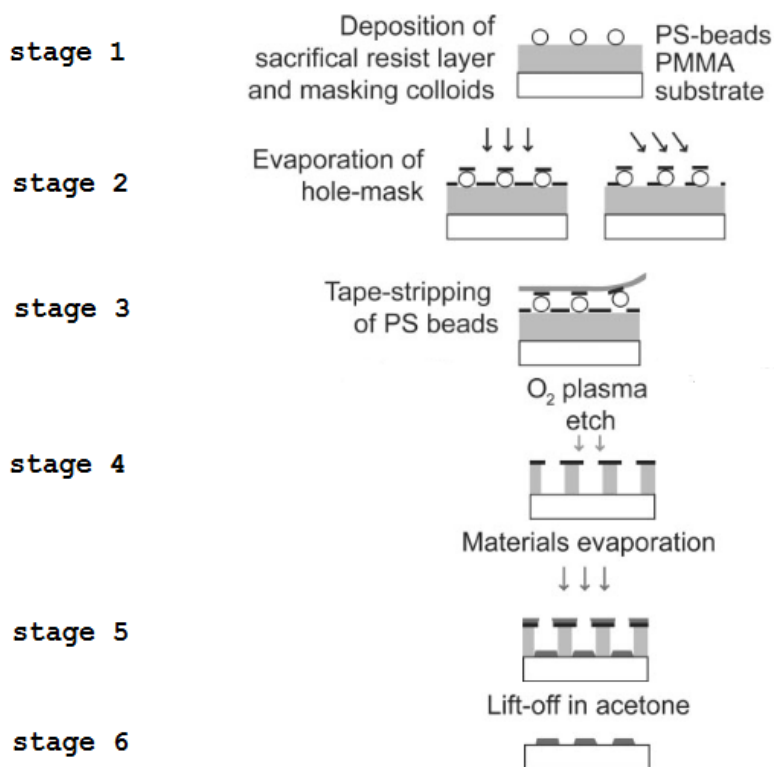 stage 1
Deposition of
sacrifical resist layer
and masking colloids
PS-beads
PMMA
substrate
stage 2
Evaporation of
hole-mask
stage 3
Tape-stripping
of PS beads
O₂ plasma
etch
stage 4
Materials evaporation
stage 5
Lift-off in acetone
stage 6